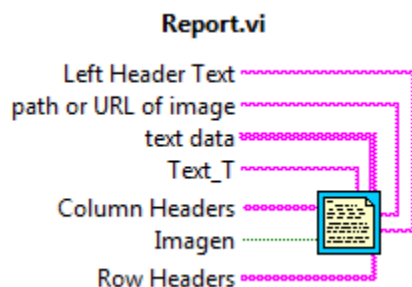 Report.vi
Left Header Text
path or URL of image
text data
Text_T
Column Headers
Imagen
Row Headers